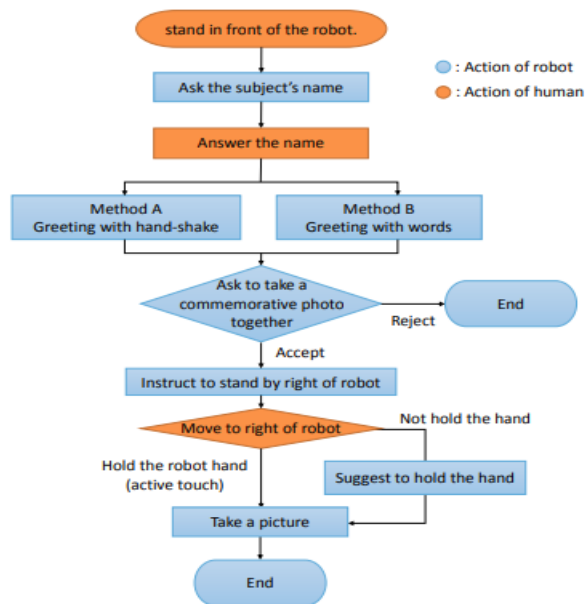 stand in front of the robot.
: Action of robot
: Action of human
Ask the subject's name
Answer the name
Method A
Greeting with hand-shake
Method B
Greeting with words
Ask to take a
commemorative photo
together
Reject
End
Accept
Instruct to stand by right of robot
Move to right of robot
Not hold the hand
Hold the robot hand
(active touch)
Suggest to hold the hand
Take a picture
End